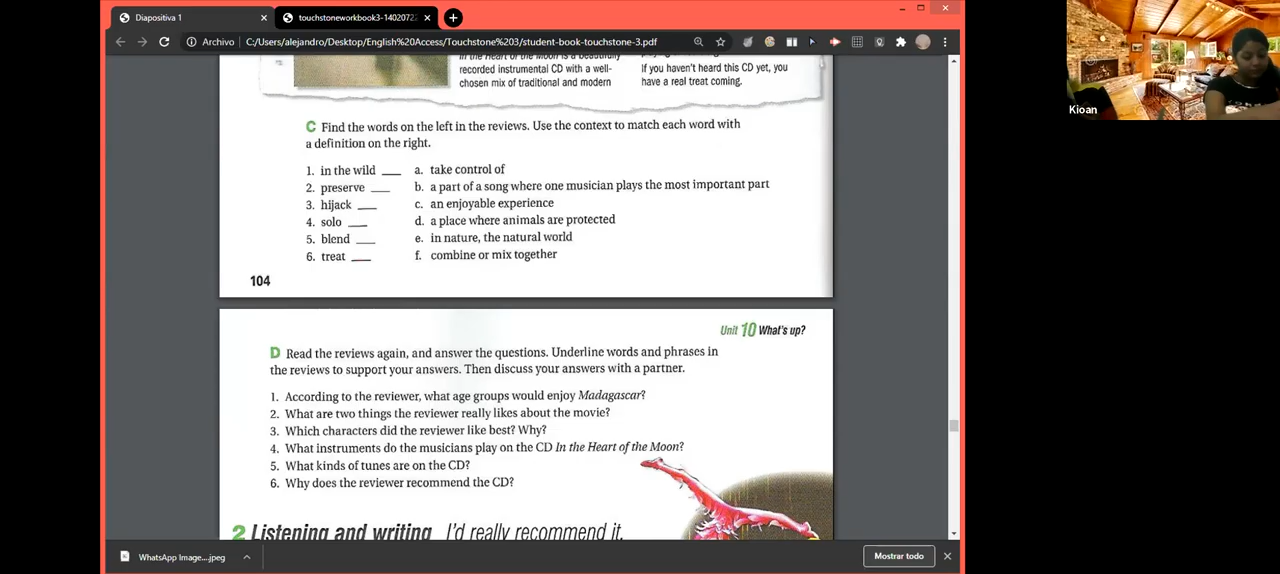 Diapositiva 1
touchstoneworkbook3-1402072
Archivo
C:/Users/alejandro/Desktop/English%20Access/Touchstone%203/student-book-touchstone-3.pdf
In the Heart of the Moon is a beautifully
recorded instrumental CD with a well-
chosen mix of traditional and modern
If you haven't heard this CD yet, you
have a real treat coming.
C Find the words on the left in the reviews. Use the context to match each word with
a definition on the right.
1. in the wild ___ a. take control of
2. preserve ___ b. a part of a song where one musician plays the most important part
3. hijack ___ c. an enjoyable experience
4. solo ___ d. a place where animals are protected
5. blend ___ e. in nature, the natural world
6. treat ___ f. combine or mix together
104
Unit 10 What's up?
D Read the reviews again, and answer the questions. Underline words and phrases in
the reviews to support your answers. Then discuss your answers with a partner.
1. According to the reviewer, what age groups would enjoy Madagascar?
2. What are two things the reviewer really likes about the movie?
3. Which characters did the reviewer like best? Why?
4. What instruments do the musicians play on the CD In the Heart of the Moon?
5. What kinds of tunes are on the CD?
6. Why does the reviewer recommend the CD?
2 Listening and writing I'd really recommend it.
WhatsApp Image....jpeg
Mostrar todo
Kioan